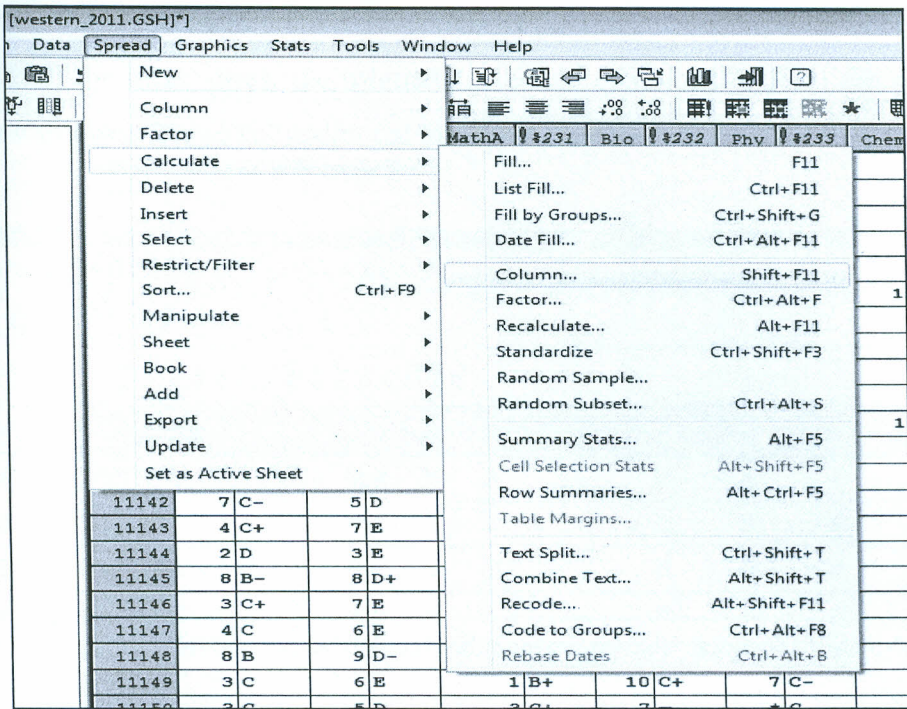 [western_2011.GSH]*]
Data Spread Graphics Stats Tools Window Help
New
Column
Factor
MathA !%231 Bio !%232 Phy !%233 Chem
Calculate
Fill... F11
Delete
List Fill... Ctrl+F11
Insert
Fill by Groups... Ctrl+Shift+G
Select
Date Fill... Ctrl+Alt+F11
Restrict/Filter
Column... Shift+F11
Sort... Ctrl+F9
Factor... Ctrl+Alt+F
1
Manipulate
Recalculate... Alt+F11
Sheet
Standardize Ctrl+Shift+F3
Book
Random Sample...
Add
Random Subset... Ctrl+Alt+S
Export
1
Update
Summary Stats... Alt+F5
Set as Active Sheet
Cell Selection Stats Alt+Shift+F5
11142 7 C- 5 D
Row Summaries... Alt+Ctrl+F5
11143 4 C+ 7 E
Table Margins...
11144 2 D 3 E
Text Split... Ctrl+Shift+T
11145 8 B- 8 D+
Combine Text... Alt+Shift+T
11146 3 C+ 7 E
Recode... Alt+Shift+F11
11147 4 C 6 E
Code to Groups... Ctrl+Alt+F8
11148 8 B 9 D-
Rebase Dates Ctrl+Alt+B
11149 3 C 6 E 1 B+ 10 C+ 7 C-